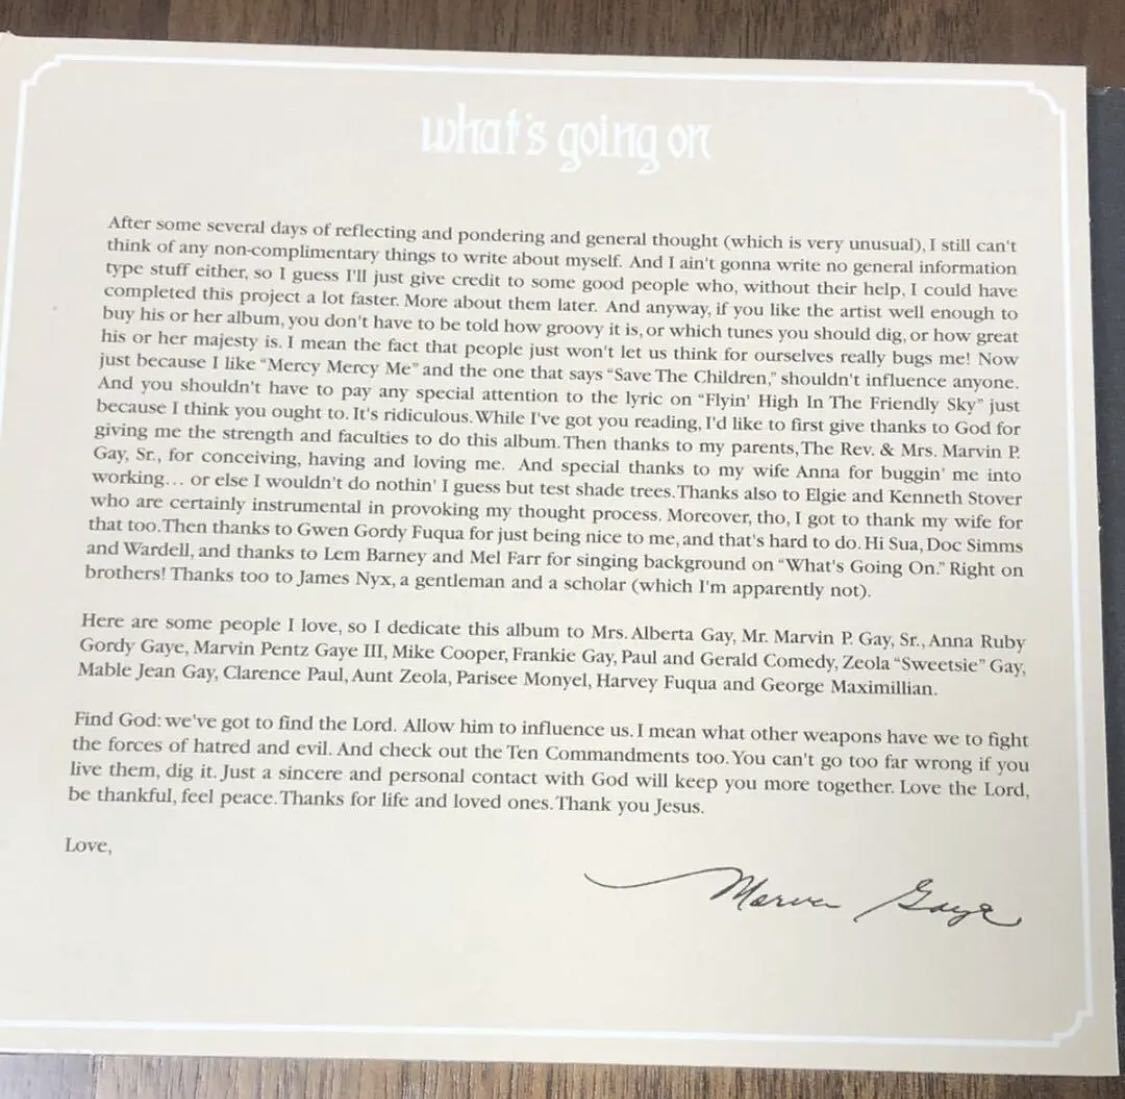 what's going on
After some several days of reflecting and pondering and general thought (which is very unusual), I still can't
think of any non-complimentary things to write about myself. And I ain't gonna write no general information
type stuff either, so I guess I'll just give credit to some good people who, without their help, I could have
completed this project a lot faster. More about them later. And anyway, if you like the artist well enough to
buy his or her album, you don't have to be told how groovy it is, or which tunes you should dig, or how great
his or her majesty is. I mean the fact that people just won't let us think for ourselves really bugs me! Now
just because I like "Mercy Mercy Me" and the one that says "Save The Children," shouldn't influence anyone.
And you shouldn't have to pay any special attention to the lyric on "Flyin' High In The Friendly Sky" just
because I think you ought to. It's ridiculous. While I've got you reading, I'd like to first give thanks to God for
giving me the strength and faculties to do this album. Then thanks to my parents, The Rev. & Mrs. Marvin P.
Gay, Sr., for conceiving, having and loving me. And special thanks to my wife Anna for buggin' me into
working... or else I wouldn't do nothin' I guess but test shade trees. Thanks also to Elgie and Kenneth Stover
who are certainly instrumental in provoking my thought process. Moreover, tho, I got to thank my wife for
that too. Then thanks to Gwen Gordy Fuqua for just being nice to me, and that's hard to do. Hi Sua, Doc Simms
and Wardell, and thanks to Lem Barney and Mel Farr for singing background on "What's Going On." Right on
brothers! Thanks too to James Nyx, a gentleman and a scholar (which I'm apparently not).
Here are some people I love, so I dedicate this album to Mrs. Alberta Gay, Mr. Marvin P. Gay, Sr., Anna Ruby
Gordy Gaye, Marvin Pentz Gaye III, Mike Cooper, Frankie Gay, Paul and Gerald Comedy, Zeola "Sweetsie" Gay,
Mable Jean Gay, Clarence Paul, Aunt Zeola, Parisee Monyel, Harvey Fuqua and George Maximillian.
Find God: we've got to find the Lord. Allow him to influence us. I mean what other weapons have we to fight
the forces of hatred and evil. And check out the Ten Commandments too. You can't go too far wrong if you
live them, dig it. Just a sincere and personal contact with God will keep you more together. Love the Lord,
be thankful, feel peace. Thanks for life and loved ones. Thank you Jesus.
Love,
Marvin Gaye